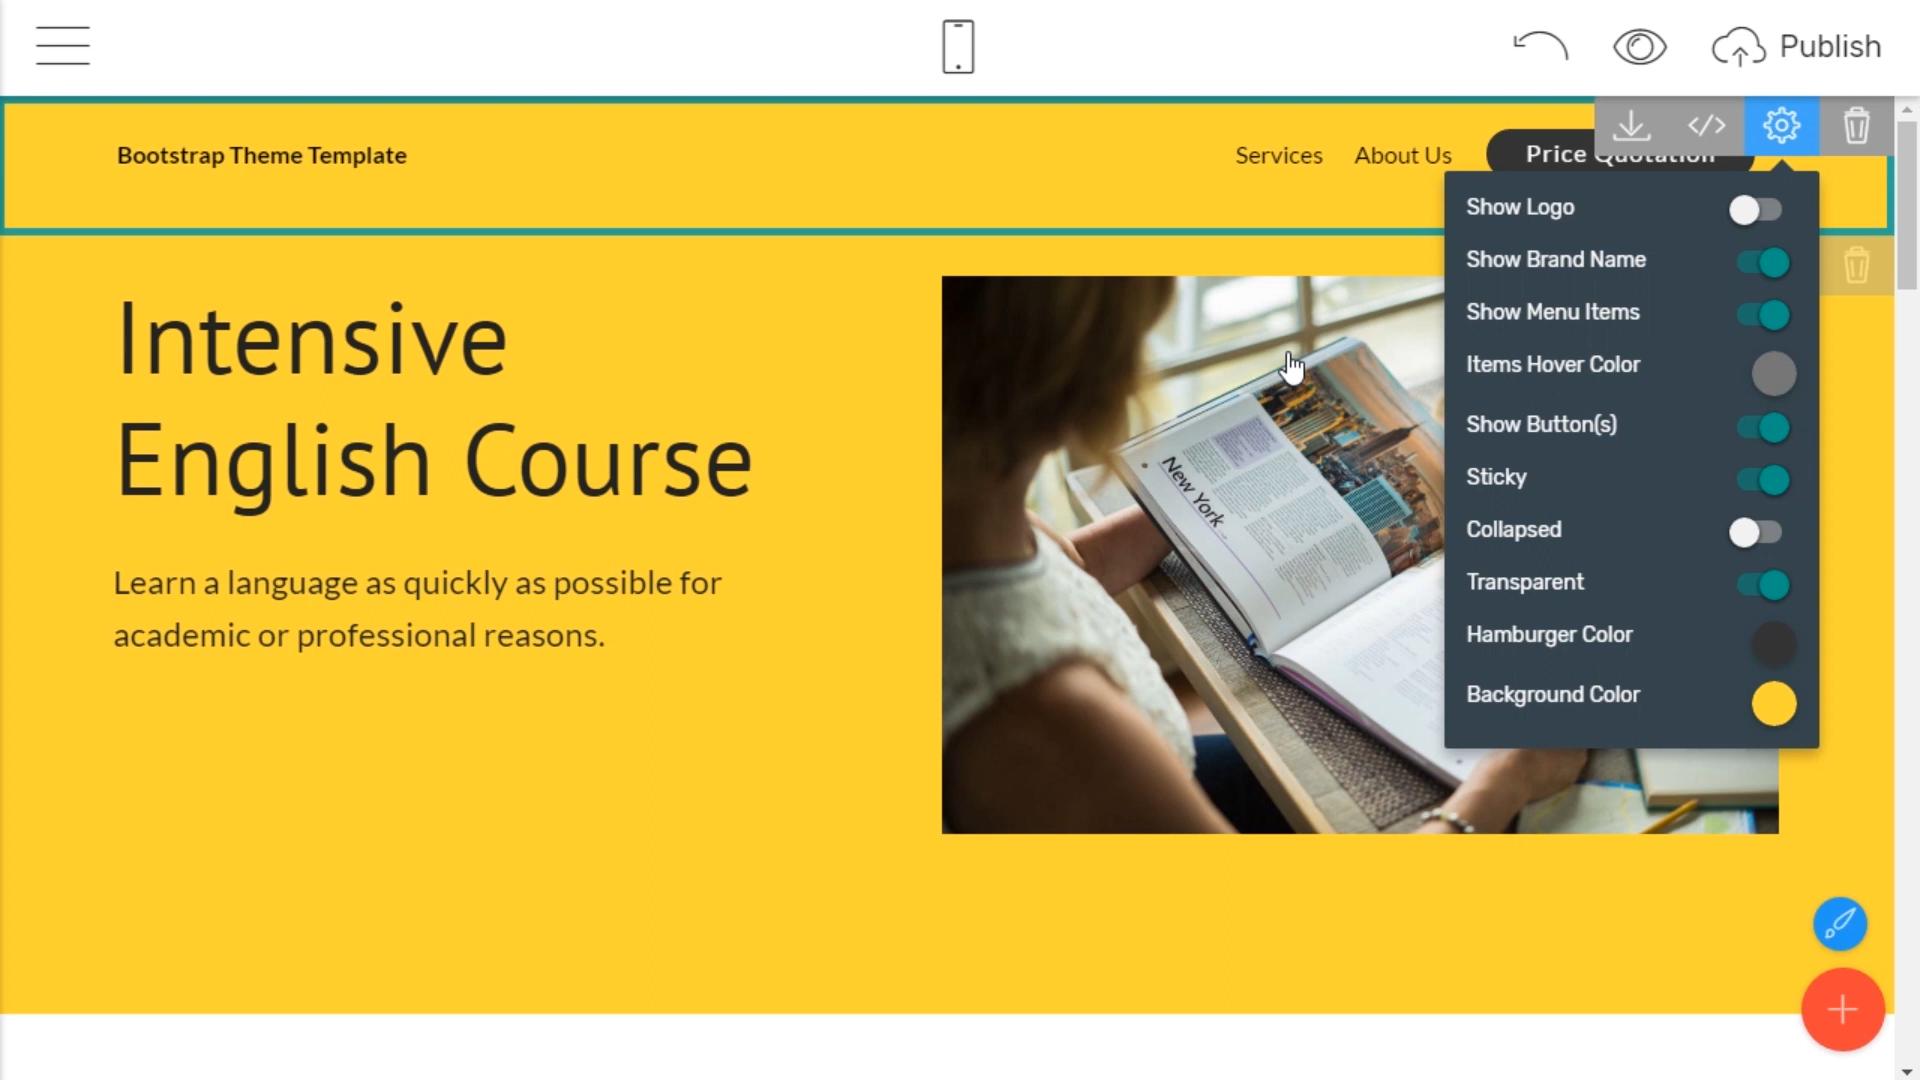 Publish
Bootstrap Theme Template
Services
About Us
Price Quotation
Show Logo
Show Brand Name
Show Menu Items
Items Hover Color
Show Button(s)
Sticky
Collapsed
Transparent
Hamburger Color
Background Color
Intensive
English Course
Learn a language as quickly as possible for
academic or professional reasons.
New York